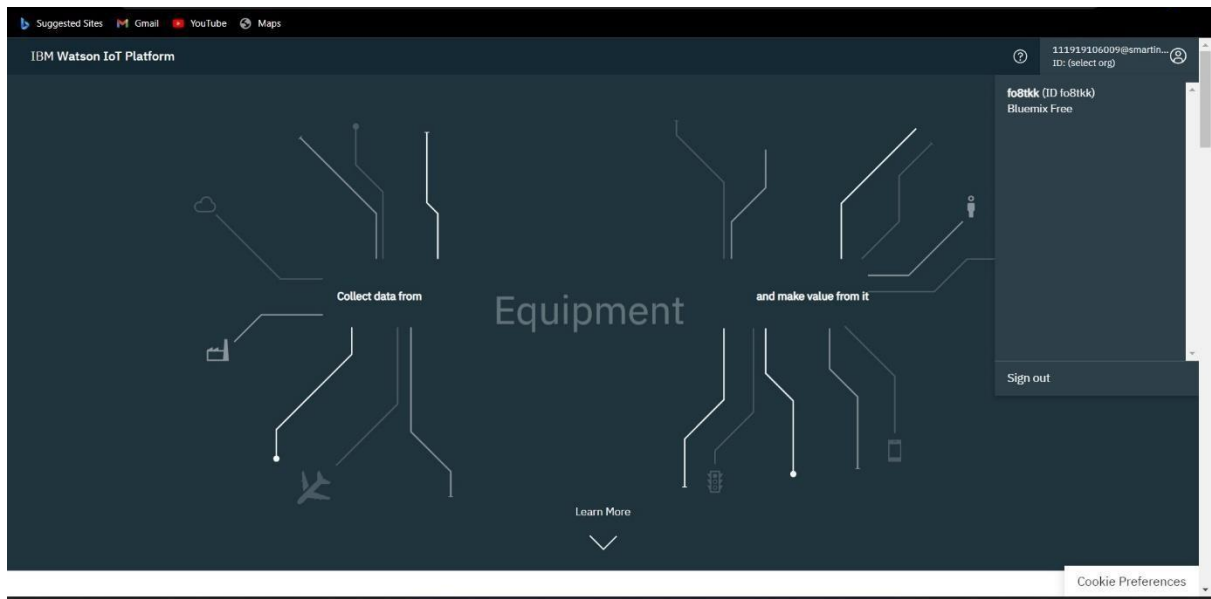 Suggested Sites Gmail YouTube Maps
IBM Watson IoT Platform
111919106009@smartin...
ID: (select org)
fo8tkk (ID fo8tkk)
Bluemix Free
Collect data from
Equipment
and make value from it
Sign out
Learn More
Cookie Preferences